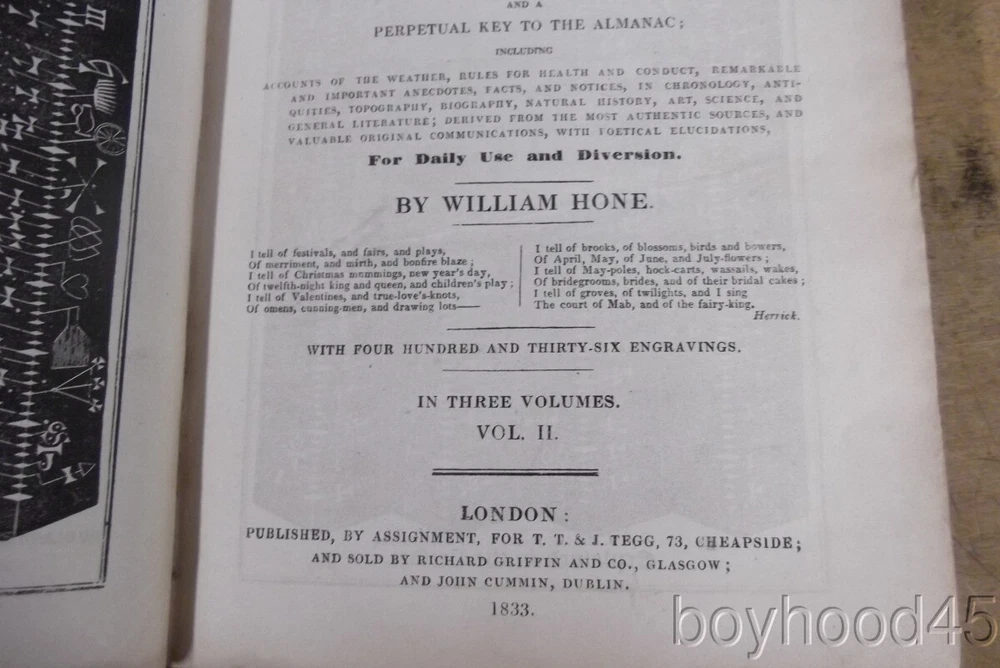 AND A
PERPETUAL KEY TO THE ALMANAC;
INCLUDING
ACCOUNTS OF THE WEATHER, RULES FOR HEALTH AND CONDUCT, REMARKABLE
AND IMPORTANT ANECDOTES, FACTS, AND NOTICES, IN CHRONOLOGY, ANTI-
QUITIES, TOPOGRAPHY, BIOGRAPHY, NATURAL HISTORY, ART, SCIENCE, AND
GENERAL LITERATURE; DERIVED FROM THE MOST AUTHENTIC SOURCES, AND
VALUABLE ORIGINAL COMMUNICATIONS, WITH POETICAL ELUCIDATIONS,
For Daily Use and Diversion.
BY WILLIAM HONE.
I tell of festivals, and fairs, and plays,
Of merriment, and mirth, and bonfire blaze;
I tell of Christmas mummings, new year's day,
Of twelfth-night king and queen, and children's play;
I tell of Valentines, and true-love's-knots,
Of omens, cunning-men, and drawing lots—
I tell of brooks, of blossoms, birds and bowers,
Of April, May, of June, and July-flowers;
I tell of May-poles, hock-carts, wassails, wakes,
Of bridegrooms, brides, and of their bridal cakes;
I tell of groves, of twilights, and I sing
The court of Mab, and of the fairy-king.
Herrick.
WITH FOUR HUNDRED AND THIRTY-SIX ENGRAVINGS.
IN THREE VOLUMES.
VOL. II.
LONDON:
PUBLISHED, BY ASSIGNMENT, FOR T. T. & J. TEGG, 73, CHEAPSIDE;
AND SOLD BY RICHARD GRIFFIN AND CO., GLASGOW;
AND JOHN CUMMIN, DUBLIN.
1833.
boyhood45